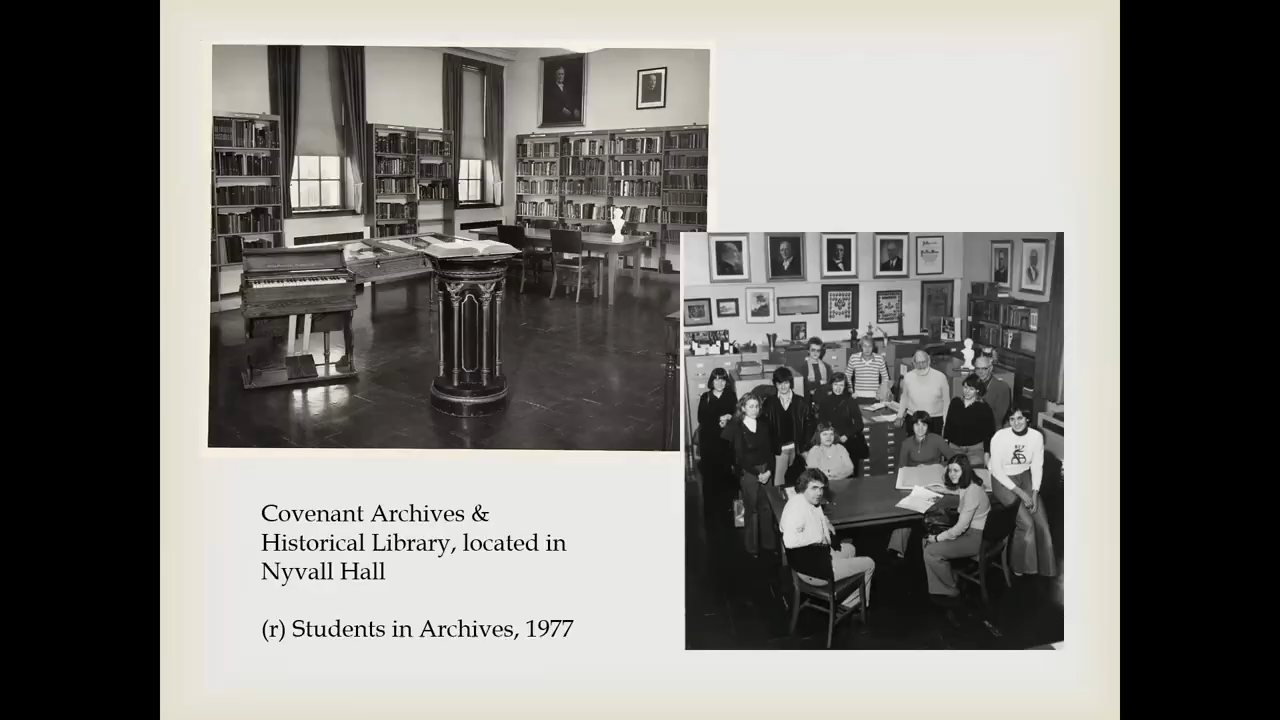 Covenant Archives &
Historical Library, located in
Nyvall Hall
(r) Students in Archives, 1977